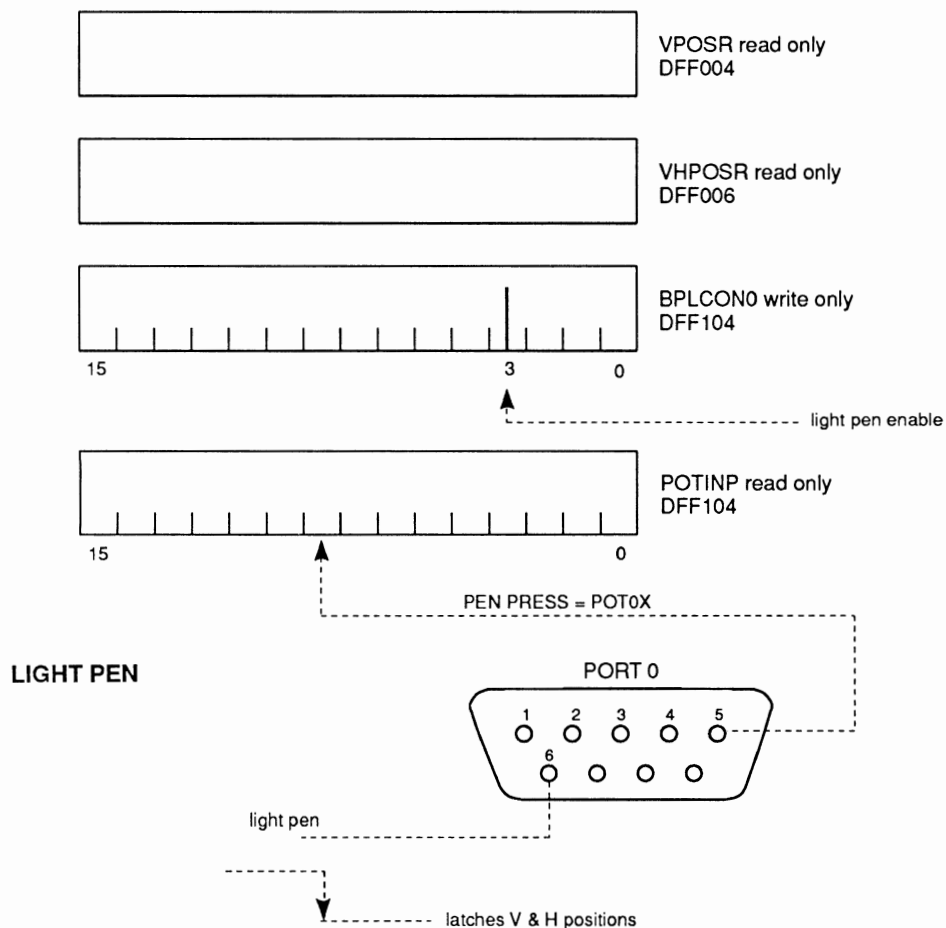 VPOSR read only
DFF004
VHPOSR read only
DFF006
BPLCON0 write only
DFF104
15 3 0
light pen enable
POTINP read only
DFF104
15 0
PEN PRESS = POT0X
LIGHT PEN
PORT 0
1 2 3 4 5
6
light pen
latches V & H positions